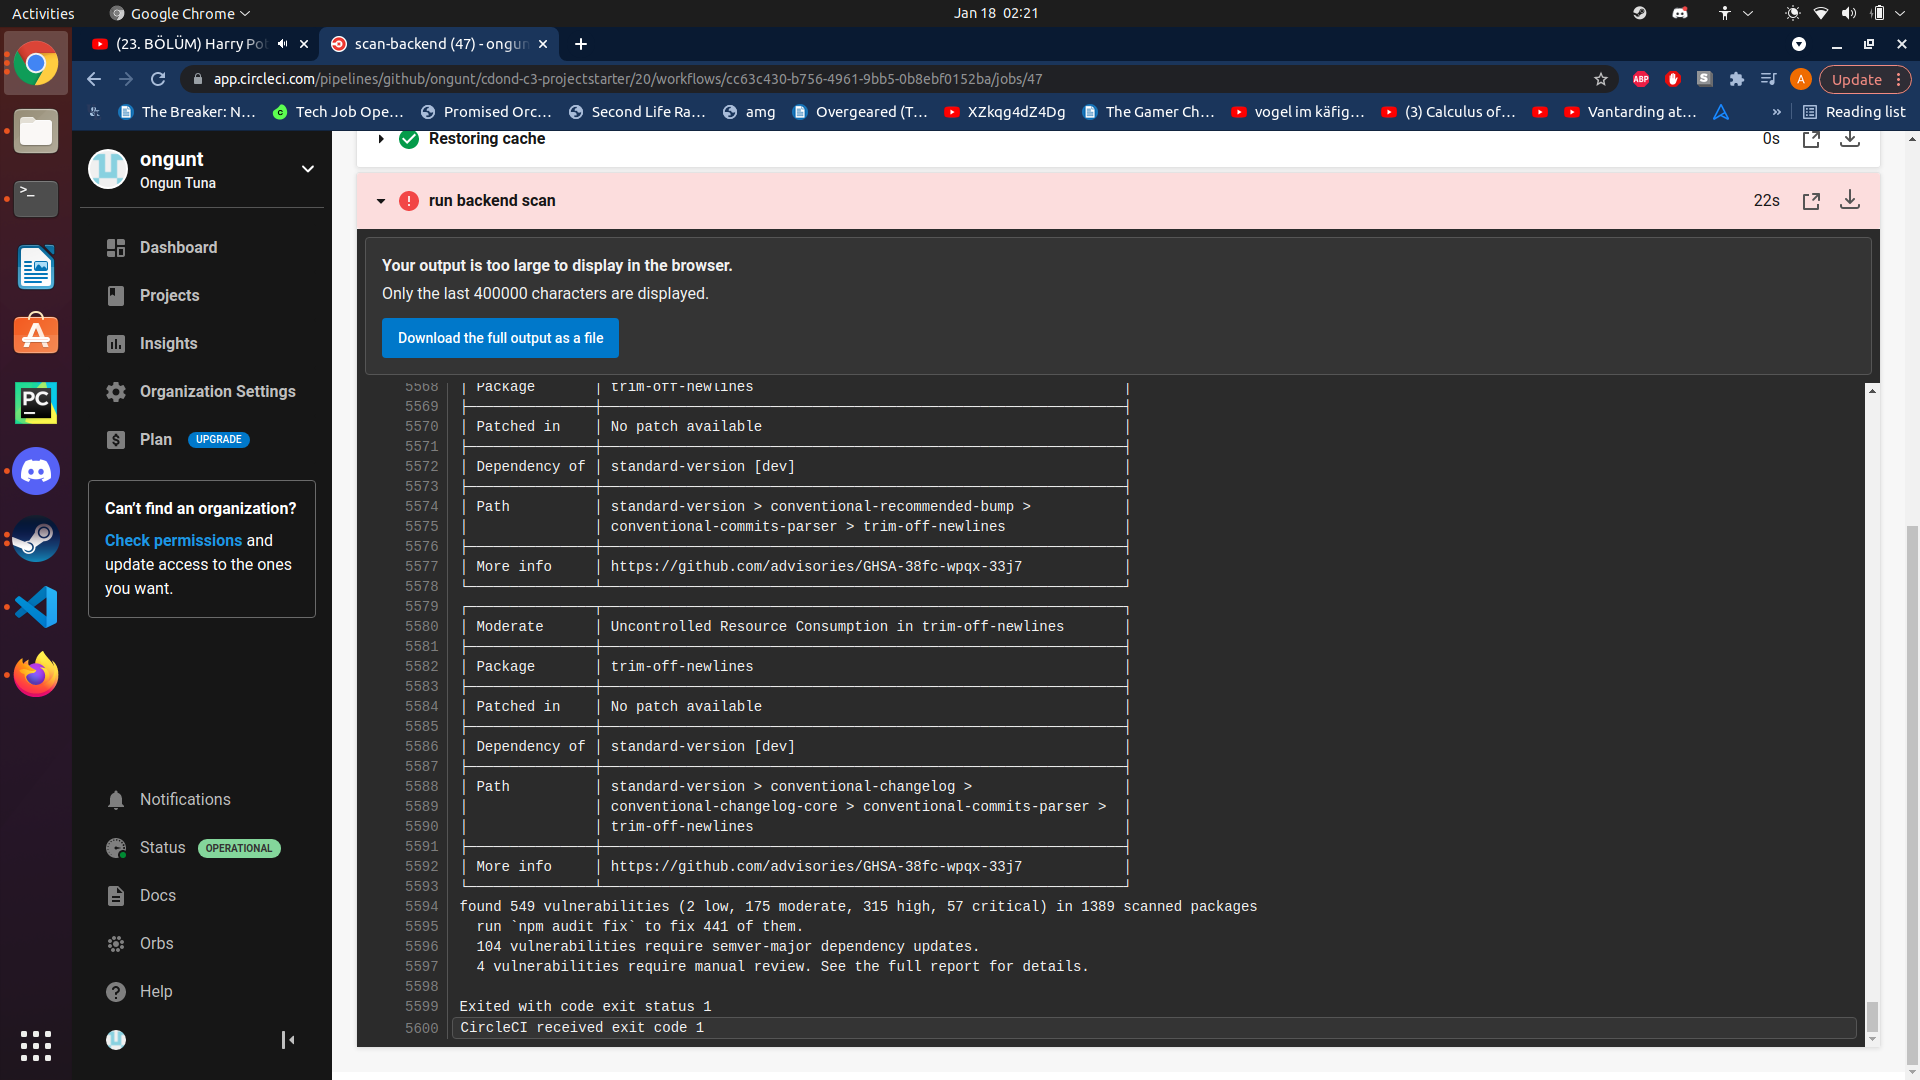 Activities
Google Chrome
Jan 18 02:21
(23. BÖLÜM) Harry Pot
scan-backend (47) - ongun
app.circleci.com/pipelines/github/ongunt/cdond-c3-projectstarter/20/workflows/cc63c430-b756-4961-9bb5-0b8ebf0152ba/jobs/47
ABP
S
A
Update
The Breaker: N...
Tech Job Ope...
Promised Orc...
Second Life Ra...
amg
Overgeared (T...
XZkqg4dZ4Dg
The Gamer Ch...
vogel im käfig...
(3) Calculus of...
Vantarding at...
»
Reading list
ongunt
Ongun Tuna
Dashboard
Projects
Insights
Organization Settings
Plan UPGRADE
Can't find an organization?
Check permissions and
update access to the ones
you want.
Notifications
Status OPERATIONAL
Docs
Orbs
Help
Restoring cache 0s
run backend scan 22s
Your output is too large to display in the browser.
Only the last 400000 characters are displayed.
Download the full output as a file
5568 | Package | trim-off-newlines |
5569
5570 | Patched in | No patch available |
5571
5572 | Dependency of | standard-version [dev] |
5573
5574 | Path | standard-version > conventional-recommended-bump > |
5575 | | conventional-commits-parser > trim-off-newlines |
5576
5577 | More info | https://github.com/advisories/GHSA-38fc-wpqx-33j7 |
5578
5579
5580 | Moderate | Uncontrolled Resource Consumption in trim-off-newlines |
5581
5582 | Package | trim-off-newlines |
5583
5584 | Patched in | No patch available |
5585
5586 | Dependency of | standard-version [dev] |
5587
5588 | Path | standard-version > conventional-changelog > |
5589 | | conventional-changelog-core > conventional-commits-parser > |
5590 | | trim-off-newlines |
5591
5592 | More info | https://github.com/advisories/GHSA-38fc-wpqx-33j7 |
5593
5594 found 549 vulnerabilities (2 low, 175 moderate, 315 high, 57 critical) in 1389 scanned packages
5595 run `npm audit fix` to fix 441 of them.
5596 104 vulnerabilities require semver-major dependency updates.
5597 4 vulnerabilities require manual review. See the full report for details.
5598
5599 Exited with code exit status 1
5600 CircleCI received exit code 1